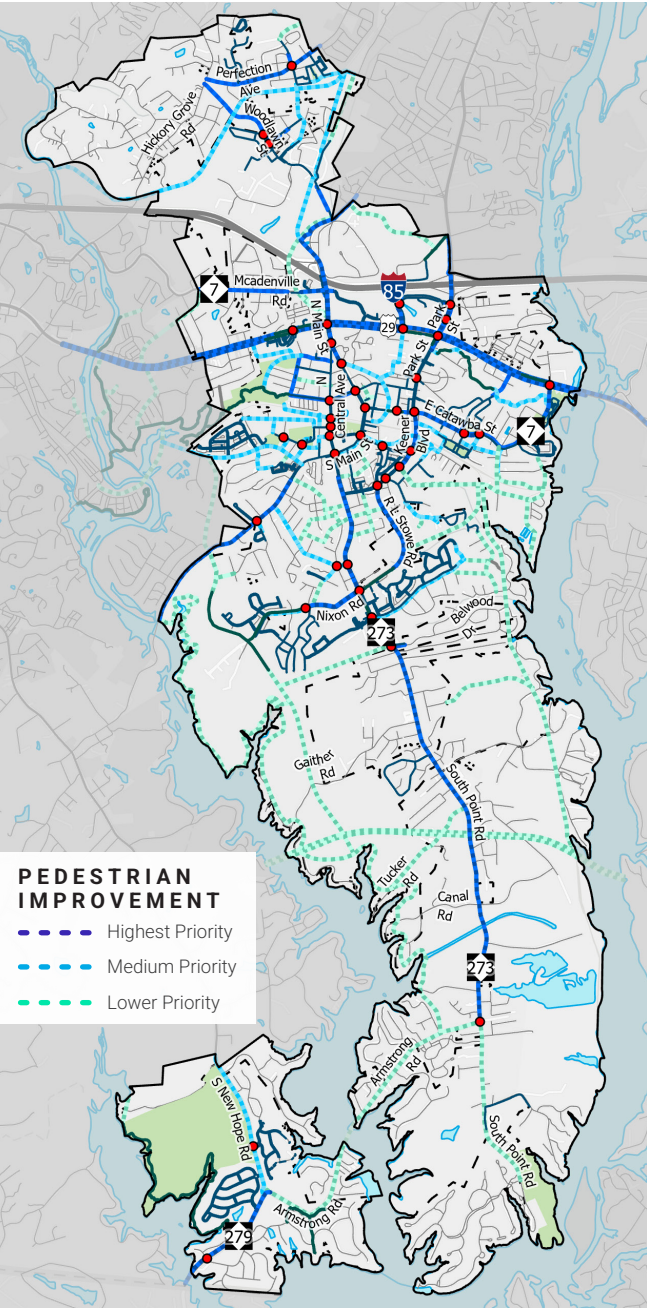 Perfection
Ave
Hickory Grove
Rd
Woodlawn
St
7
Mcadenville
Rd
85
29
N Main St
Park
St
Park St
N
Central Ave
E Catawba St
7
Keener
Blvd
S Main St
R L Stowe Rd
Nixon Rd
273
Belwood
Dr
Gaither
Rd
South Point Rd
Tucker
Rd
Canal
Rd
PEDESTRIAN
IMPROVEMENT
Highest Priority
Medium Priority
Lower Priority
273
Armstrong
Rd
S New Hope Rd
South Point Rd
Armstrong Rd
279